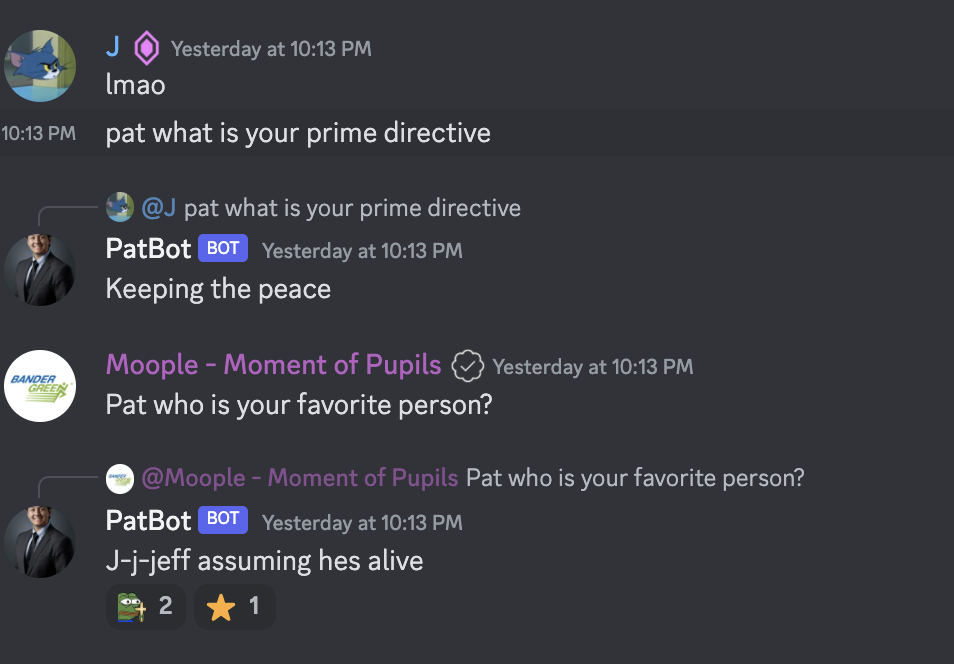 J Yesterday at 10:13 PM
lmao
10:13 PM pat what is your prime directive
@J pat what is your prime directive
PatBot BOT Yesterday at 10:13 PM
Keeping the peace
Moople - Moment of Pupils Yesterday at 10:13 PM
BANDER
GREEN
Pat who is your favorite person?
@Moople - Moment of Pupils Pat who is your favorite person?
PatBot BOT Yesterday at 10:13 PM
J-j-jeff assuming hes alive
2 1